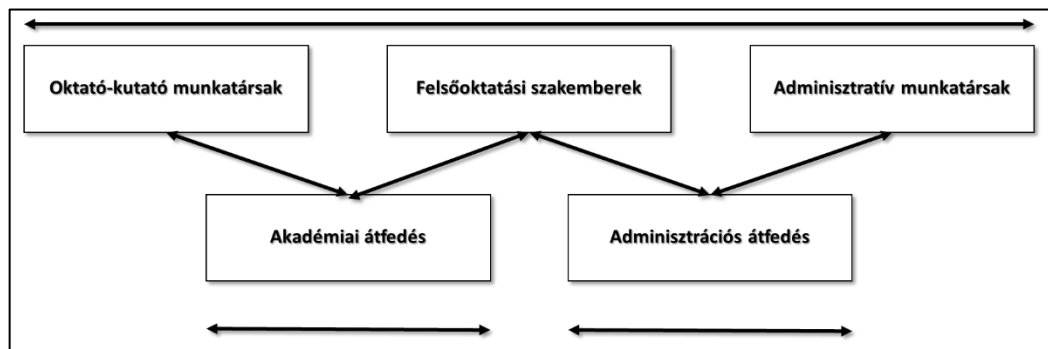 Oktató-kutató munkatársak
Felsőoktatási szakemberek
Adminisztratív munkatársak
Akadémiai átfedés
Adminisztrációs átfedés